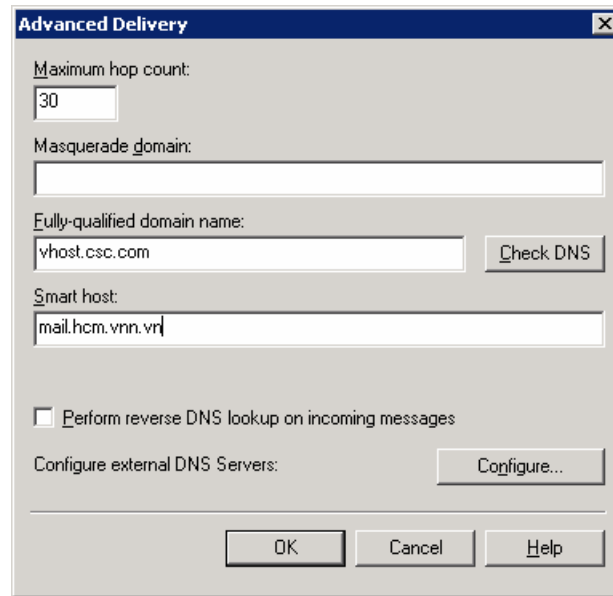 Advanced Delivery
Maximum hop count:
30
Masquerade domain:
Fully-qualified domain name:
vhost.csc.com
Check DNS
Smart host:
mail.hcm.vnn.vn
Perform reverse DNS lookup on incoming messages
Configure external DNS Servers:
Configure...
OK
Cancel
Help